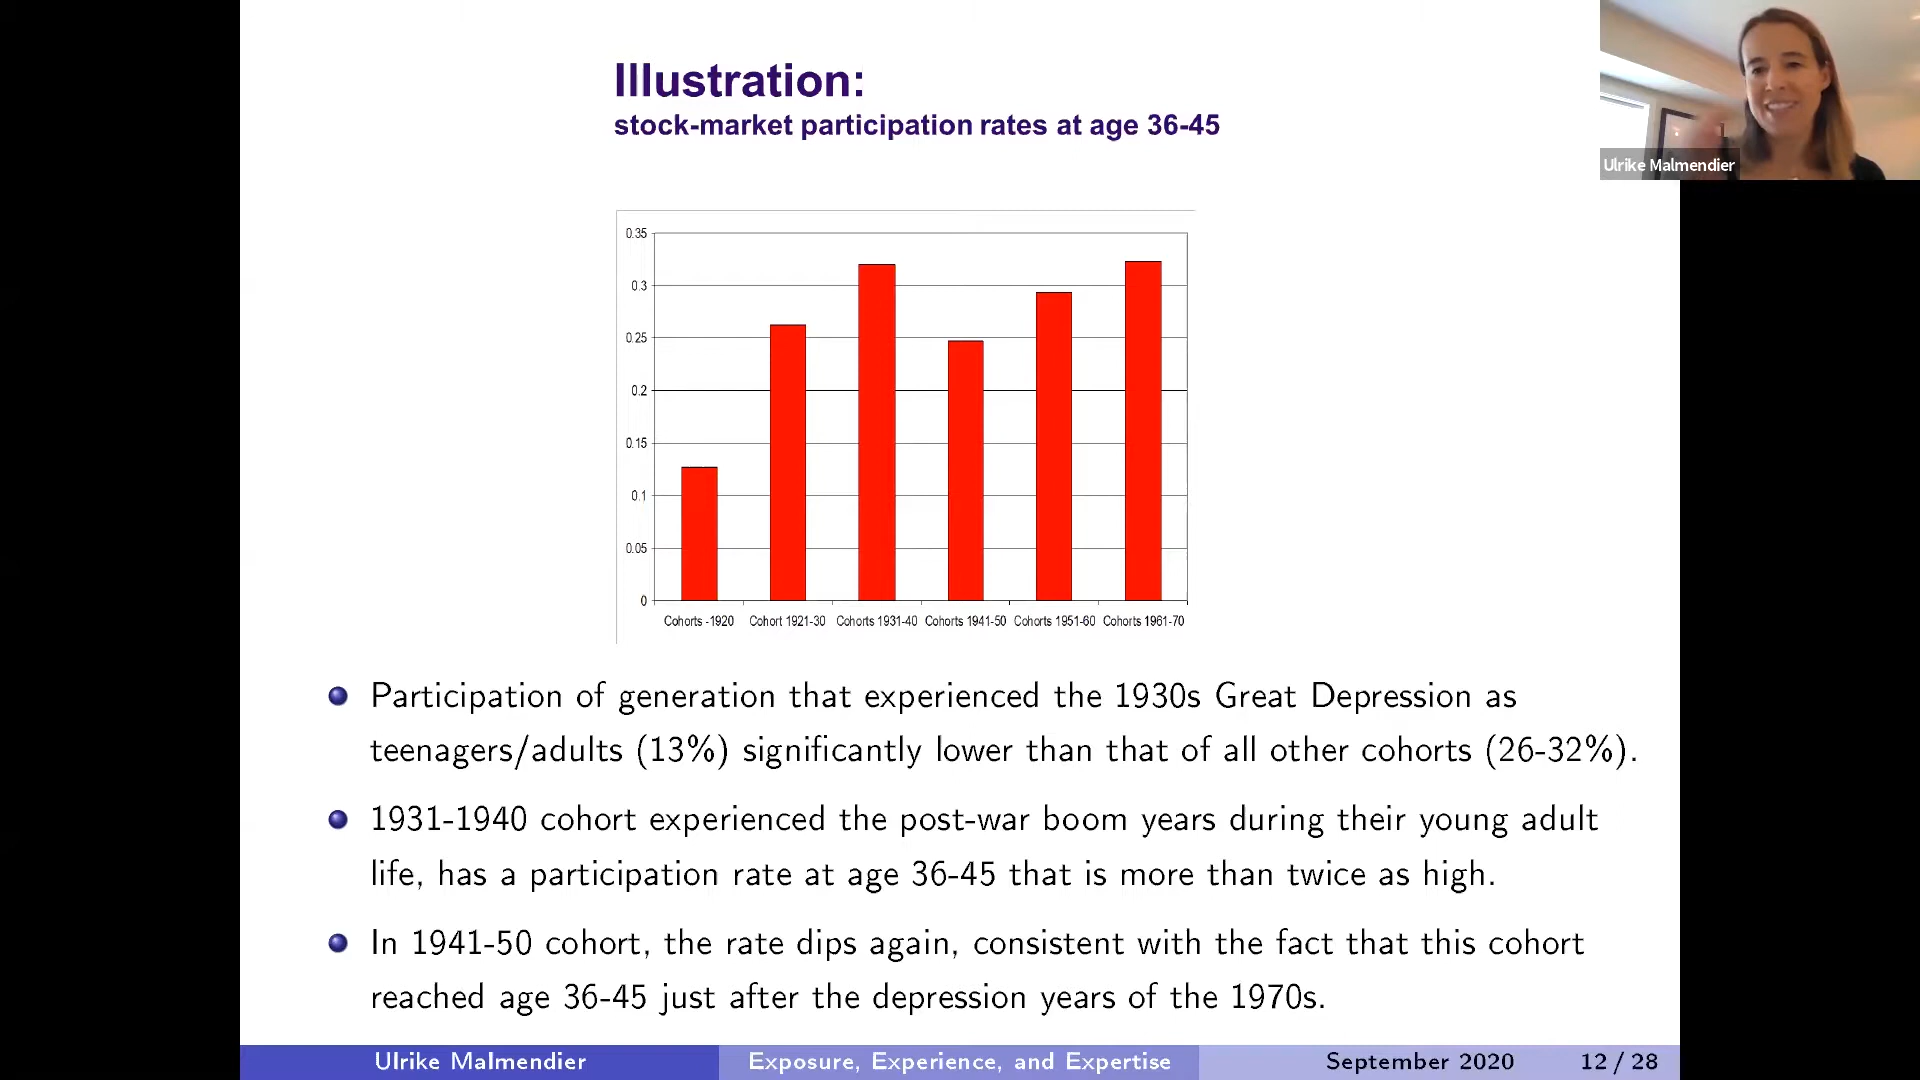 Illustration:
stock-market participation rates at age 36-45
Ulrike Malmendier
0.35
0.3
0.25
0.2
0.15
0.1
0.05
0
Cohorts -1920 Cohort 1921-30 Cohorts 1931-40 Cohorts 1941-50 Cohorts 1951-60 Cohorts 1961-70
Participation of generation that experienced the 1930s Great Depression as
teenagers/adults (13%) significantly lower than that of all other cohorts (26-32%).
1931-1940 cohort experienced the post-war boom years during their young adult
life, has a participation rate at age 36-45 that is more than twice as high.
In 1941-50 cohort, the rate dips again, consistent with the fact that this cohort
reached age 36-45 just after the depression years of the 1970s.
Ulrike Malmendier Exposure, Experience, and Expertise September 2020 12 / 28